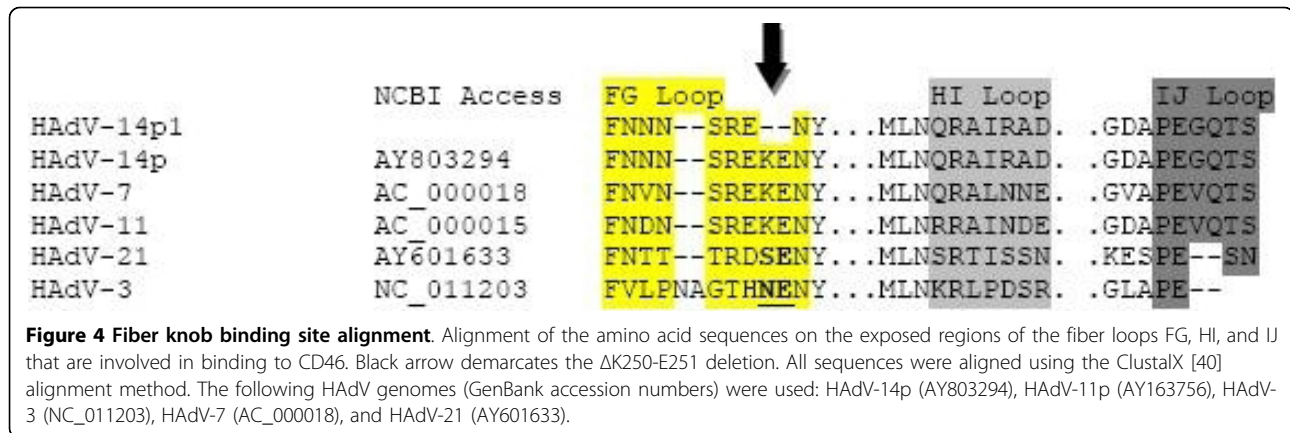 NCBI Access FG Loop HI Loop IJ Loop
HAdV-14p1 FNNN--SRE--NY...MLNQRAIRAD. .GDAPEGQTS
HAdV-14p AY803294 FNNN--SREKENY...MLNQRAIRAD. .GDAPEGQTS
HAdV-7 AC_000018 FNVN--SREKENY...MLNQRALNNE. .GVAPEVQTS
HAdV-11 AC_000015 FNDN--SREKENY...MLNRRAINDE. .GDAPEVQTS
HAdV-21 AY601633 FNTT--TRDSENY...MLNSRTISSN. .KESPE--SN
HAdV-3 NC_011203 FVLPNAGTHNENY...MLNKRLPDSR. .GLAPE--
Figure 4 Fiber knob binding site alignment. Alignment of the amino acid sequences on the exposed regions of the fiber loops FG, HI, and IJ
that are involved in binding to CD46. Black arrow demarcates the ΔK250-E251 deletion. All sequences were aligned using the ClustalX [40]
alignment method. The following HAdV genomes (GenBank accession numbers) were used: HAdV-14p (AY803294), HAdV-11p (AY163756), HAdV-
3 (NC_011203), HAdV-7 (AC_000018), and HAdV-21 (AY601633).